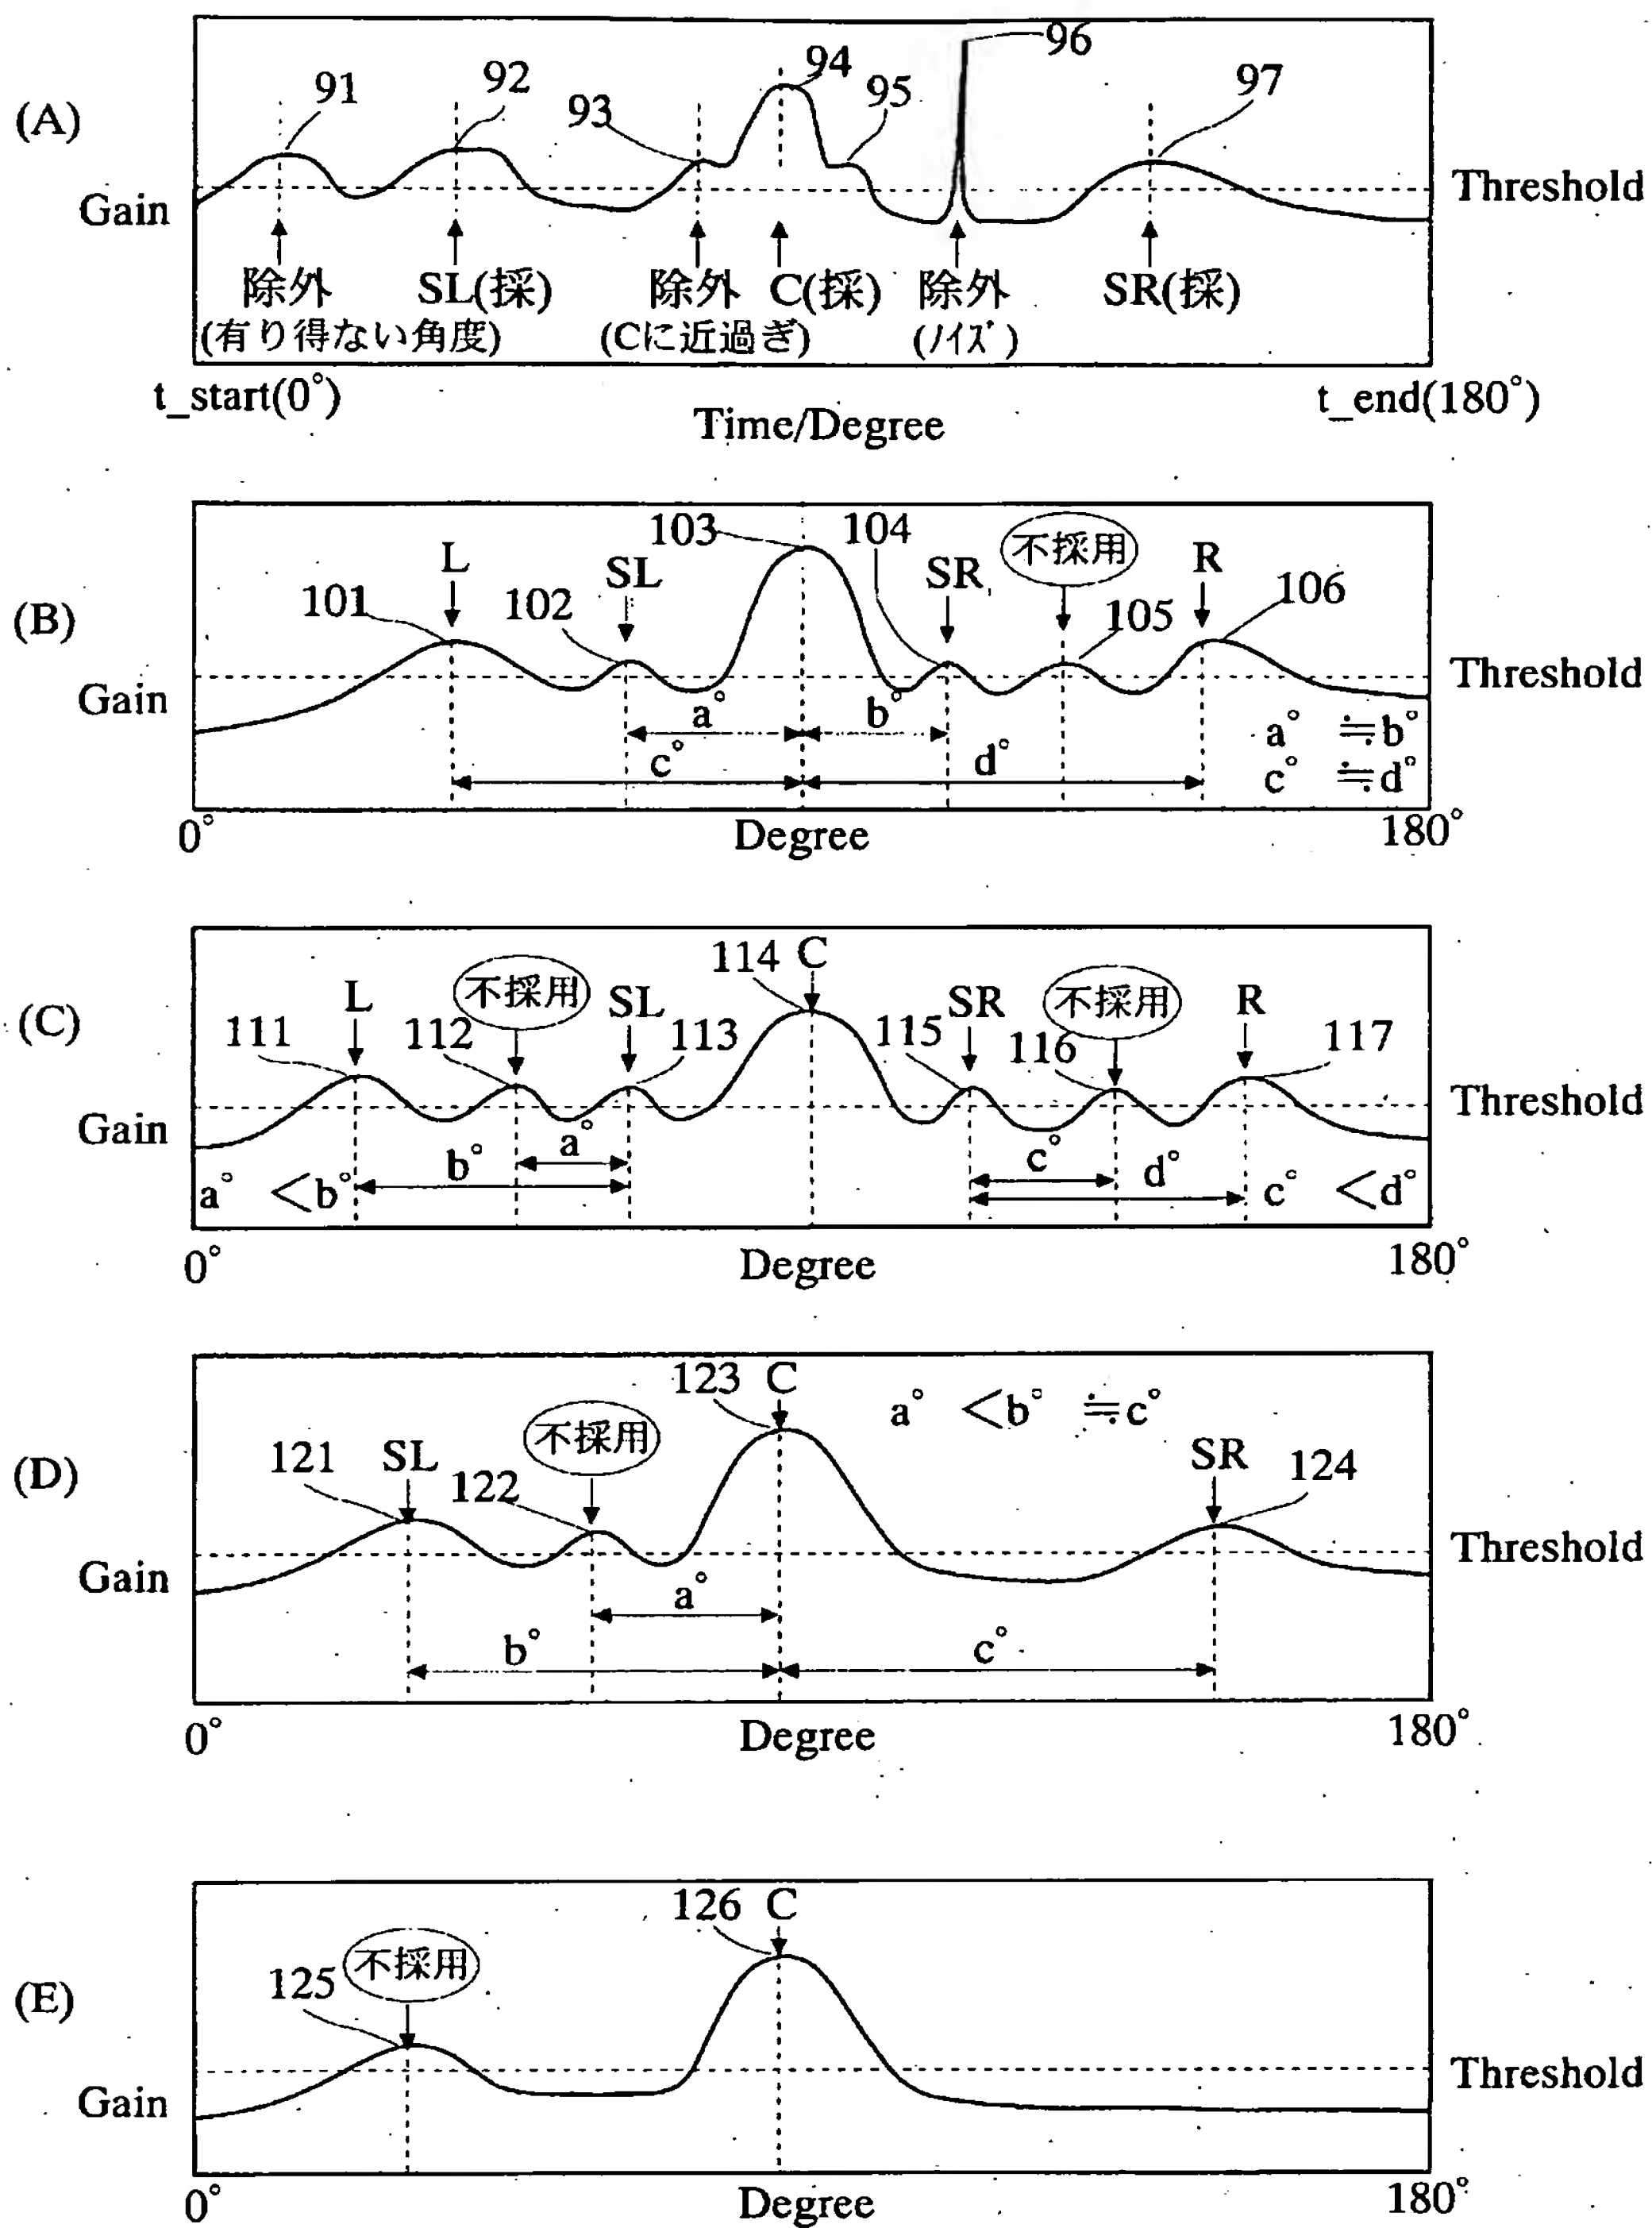 (A)
91
92
93
94
95
96
97
Gain
Threshold
除外
SL(採)
除外
C(採)
除外
SR(採)
(有り得ない角度)
(Cに近過ぎ)
(ﾉｲｽﾞ)
t_start(0°)
Time/Degree
t_end(180°)
(B)
103
104
不採用
L
SL
SR
R
101
102
105
106
Gain
Threshold
a°
b°
a° ≒b°
c°
d°
c° ≒d°
0°
Degree
180°
(C)
114 C
L
不採用
SL
SR
不採用
R
111
112
113
115
116
117
Gain
Threshold
a°
c°
b°
d°
a° <b°
c° <d°
0°
Degree
180°
(D)
123 C
a° <b° ≒c°
不採用
121
SL
122
SR
124
Gain
Threshold
a°
b°
c°
0°
Degree
180°
(E)
126 C
125
不採用
Gain
Threshold
0°
Degree
180°